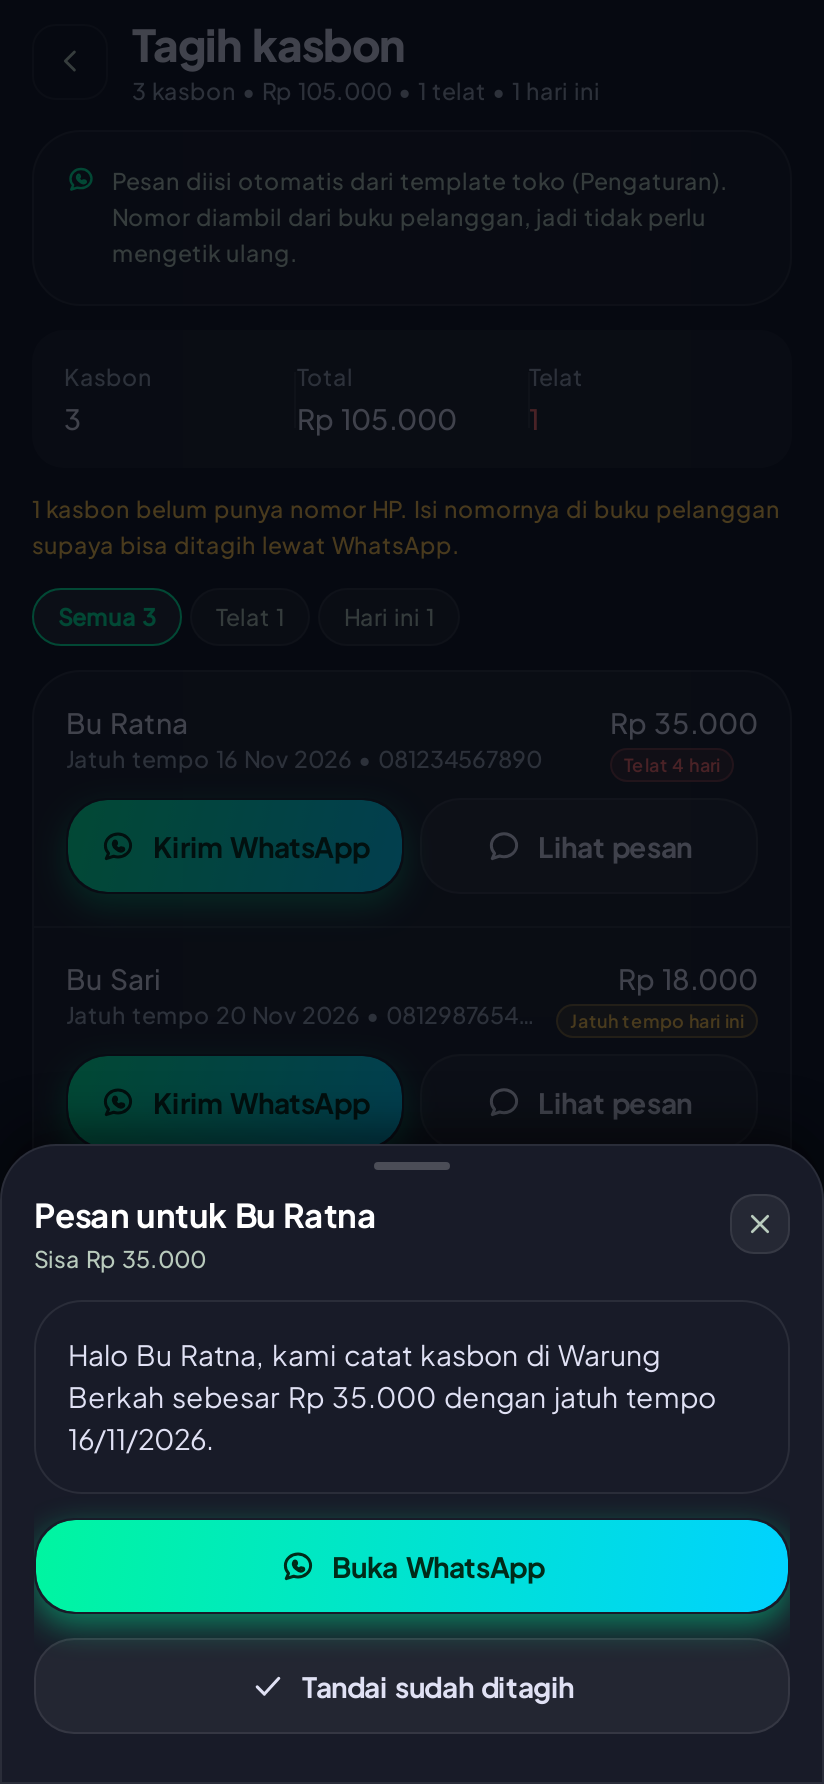 Tagih kasbon
3 kasbon • Rp 105.000 • 1 telat • 1 hari ini
Pesan diisi otomatis dari template toko (Pengaturan).
Nomor diambil dari buku pelanggan, jadi tidak perlu
mengetik ulang.
Kasbon Total Telat
3 Rp 105.000 1
1 kasbon belum punya nomor HP. Isi nomornya di buku pelanggan
supaya bisa ditagih lewat WhatsApp.
Semua 3 Telat 1 Hari ini 1
Bu Ratna Rp 35.000
Jatuh tempo 16 Nov 2026 • 081234567890 Telat 4 hari
Kirim WhatsApp Lihat pesan
Bu Sari Rp 18.000
Jatuh tempo 20 Nov 2026 • 0812987654... Jatuh tempo hari ini
Kirim WhatsApp Lihat pesan
Pesan untuk Bu Ratna
Sisa Rp 35.000
Halo Bu Ratna, kami catat kasbon di Warung
Berkah sebesar Rp 35.000 dengan jatuh tempo
16/11/2026.
Buka WhatsApp
Tandai sudah ditagih